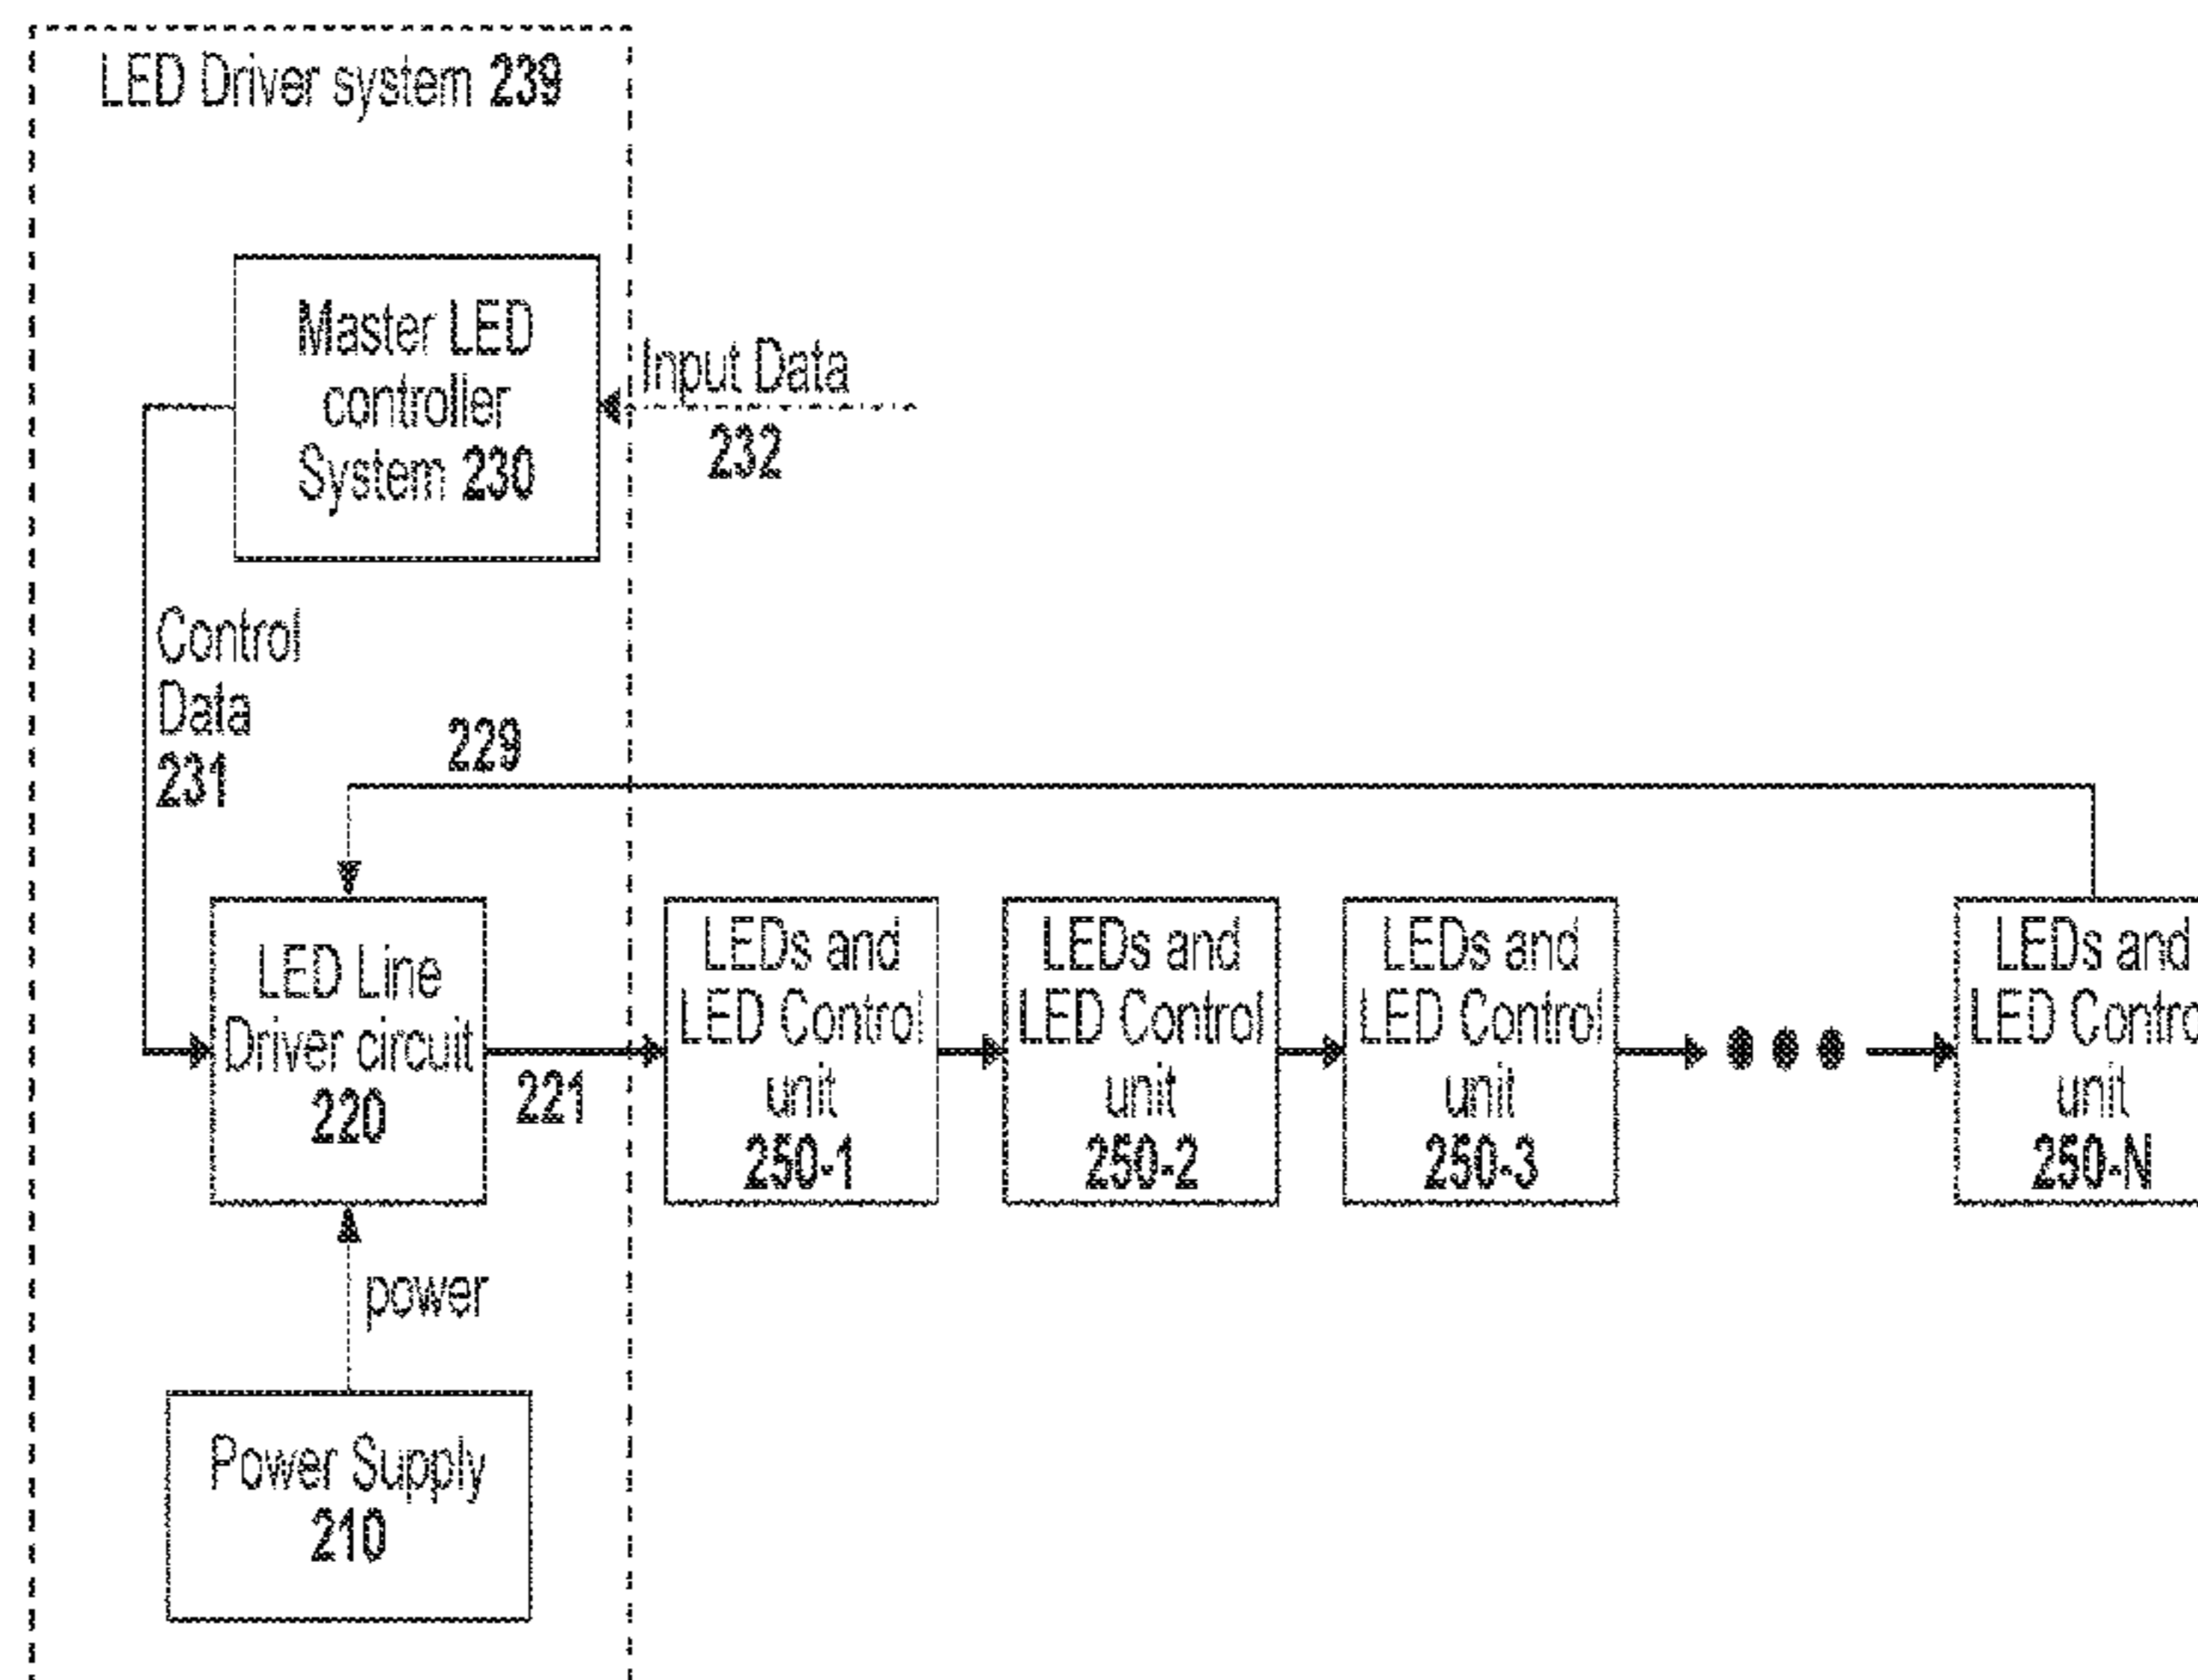 LED Driver system 239
Master LED
controller
System 230
Input Data
232
Control
Data
231
229
LED Line
Driver circuit
220
221
LEDs and
LED Control
unit
250-1
LEDs and
LED Control
unit
250-2
LEDs and
LED Control
unit
250-3
LEDs and
LED Contro
unit
250-N
power
Power Supply
210